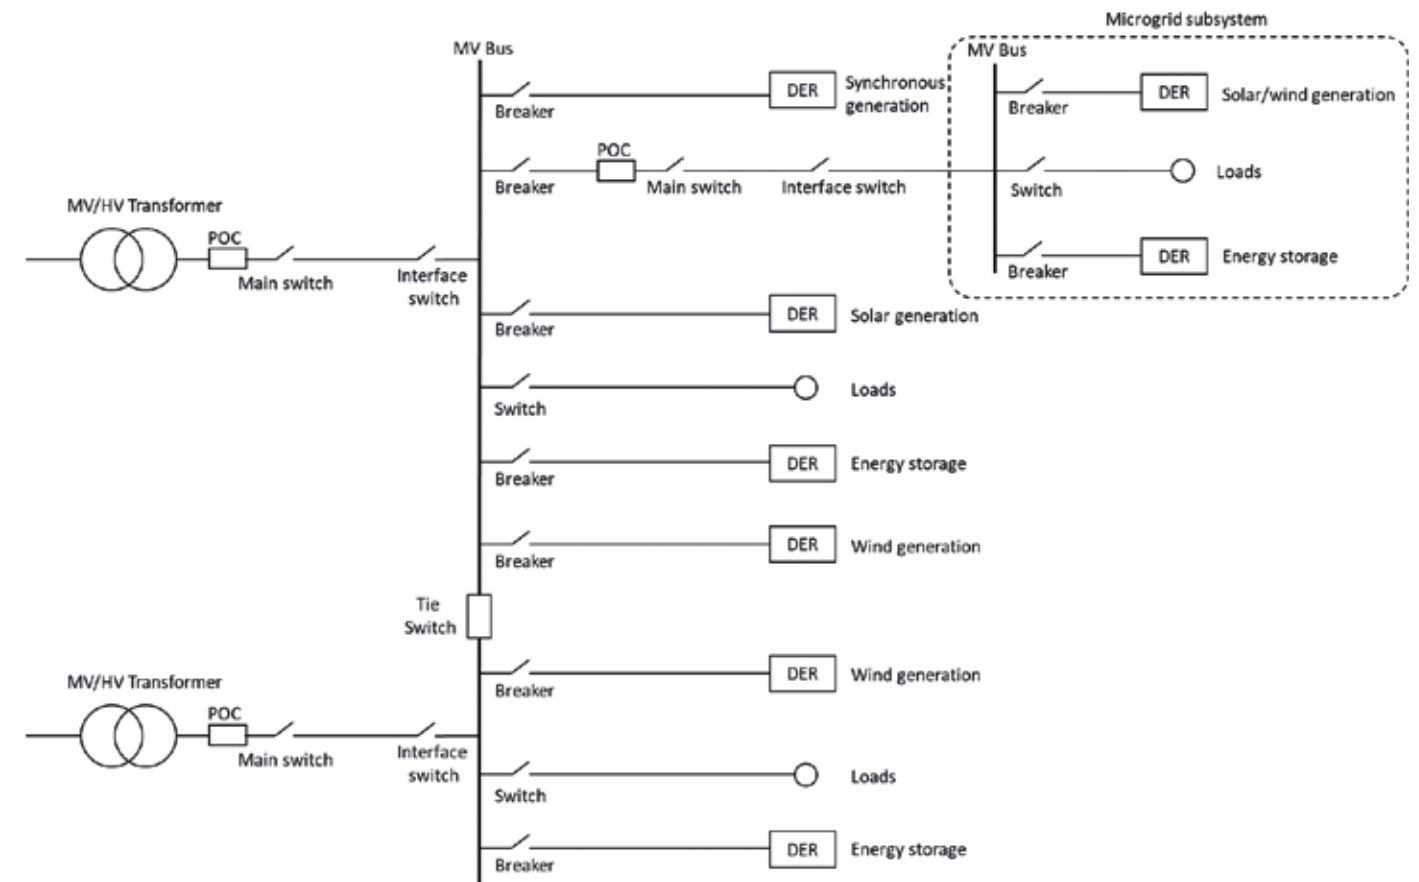 Microgrid subsystem
MV Bus
MV Bus
Breaker
DER
Synchronous
generation
Breaker
DER
Solar/wind generation
Breaker
POC
Main switch
Interface switch
Switch
Loads
MV/HV Transformer
POC
Main switch
Interface
switch
Breaker
DER
Energy storage
Breaker
DER
Solar generation
Switch
Loads
Breaker
DER
Energy storage
Breaker
DER
Wind generation
Tie
Switch
Breaker
DER
Wind generation
MV/HV Transformer
POC
Main switch
Interface
switch
Switch
Loads
Breaker
DER
Energy storage